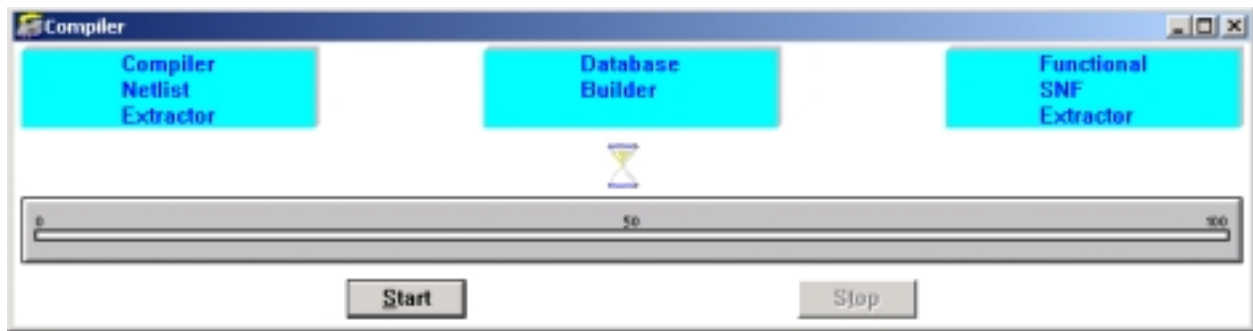 Compiler
Compiler
Netlist
Extractor
Database
Builder
Functional
SNF
Extractor
0 50 100
Start Stop